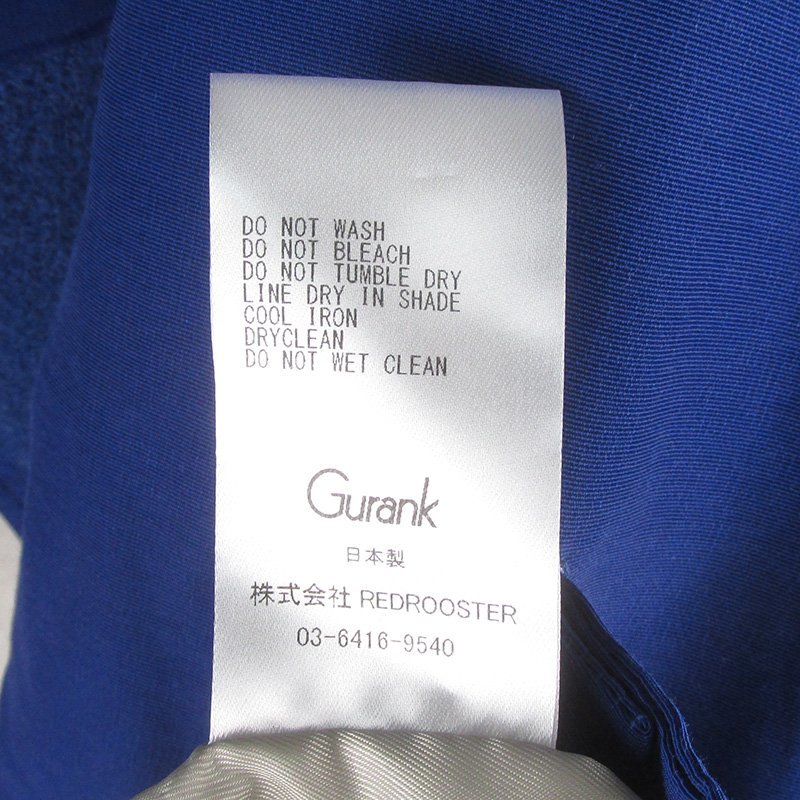 DO NOT WASH
DO NOT BLEACH
DO NOT TUMBLE DRY
LINE DRY IN SHADE
COOL IRON
DRYCLEAN
DO NOT WET CLEAN
Gurank
日本製
株式会社 REDROOSTER
03-6416-9540